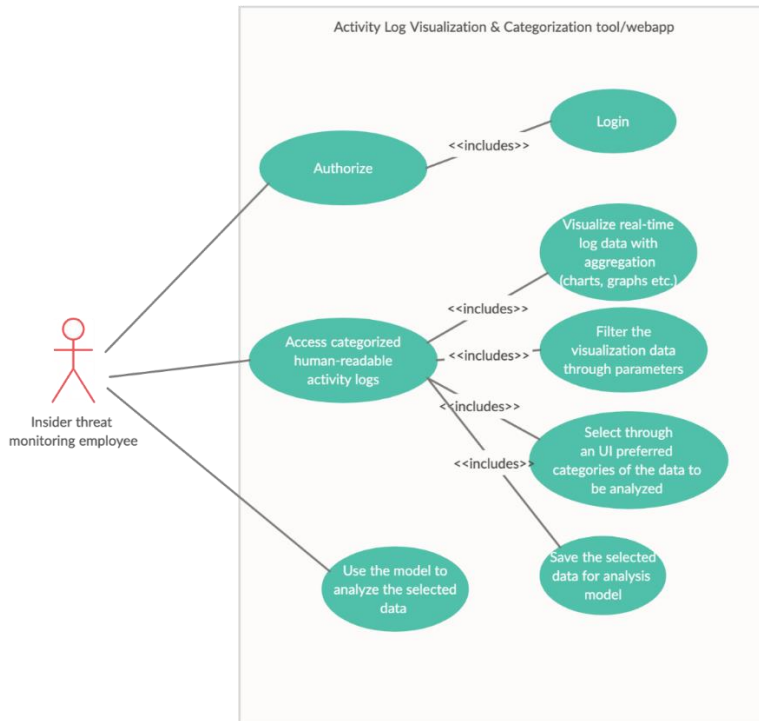 Activity Log Visualization & Categorization tool/webapp
Login
<<includes>>
Authorize
Visualize real-time
log data with
aggregation
(charts, graphs etc.)
<<includes>>
Filter the
visualization data
through parameters
<<includes>>
Access categorized
human-readable
activity logs
<<includes>>
Select through
an UI preferred
categories of the data to
be analyzed
<<includes>>
Insider threat
monitoring employee
Save the selected
data for analysis
model
Use the model to
analyze the selected
data